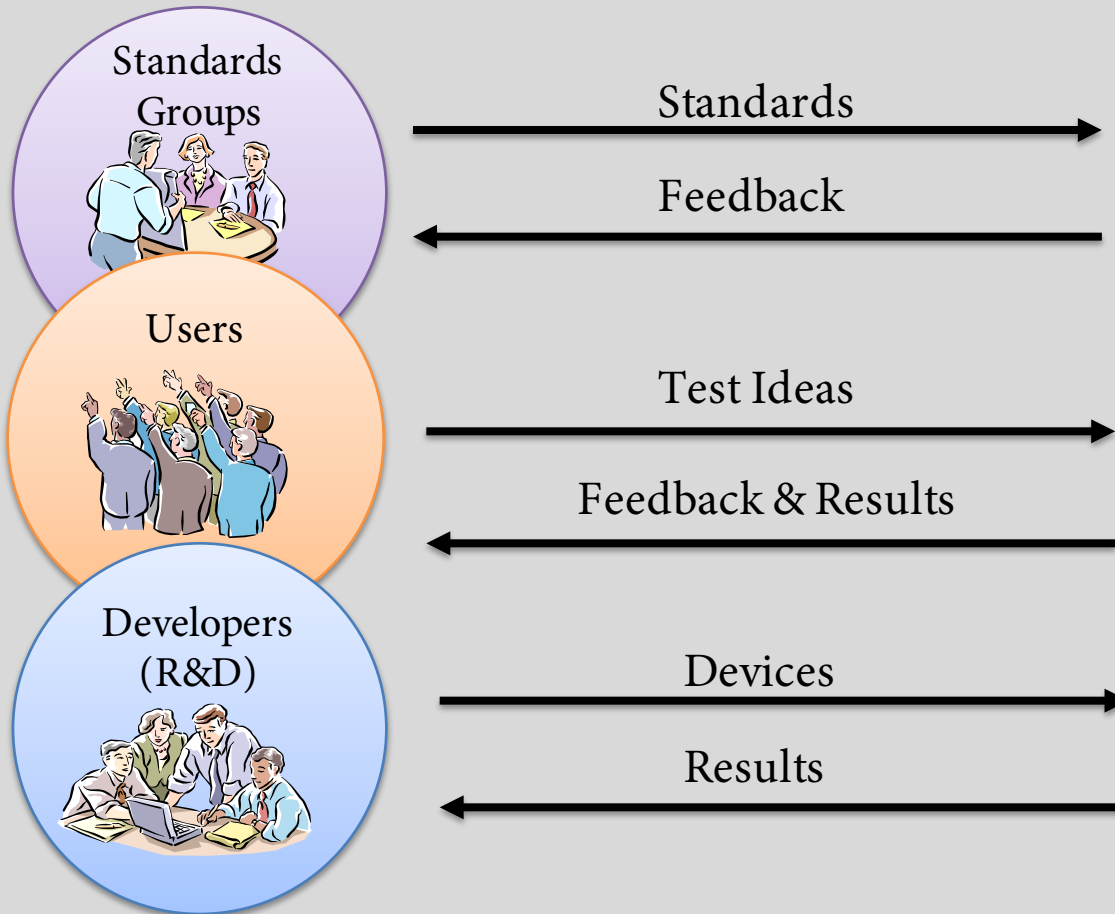 Standards
Groups
Standards
Feedback
Users
Test Ideas
Feedback & Results
Developers
(R&D)
Devices
Results